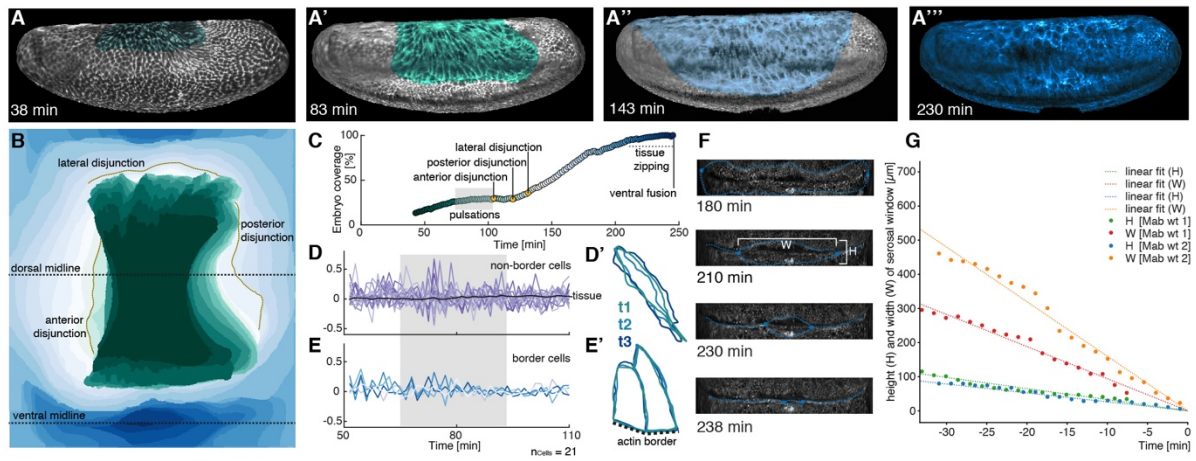 A
38 min
A'
83 min
A''
143 min
A'''
230 min
B
lateral disjunction
posterior
disjunction
dorsal midline
anterior
disjunction
ventral midline
C
Embryo coverage
[%]
100
50
0
lateral disjunction
posterior disjunction
anterior disjunction
pulsations
tissue
zipping
ventral fusion
0 50 100 150 200 250
Time [min]
D
0.5
0
-0.5
non-border cells
tissue
D'
t1
t2
t3
E
0.5
0
-0.5
border cells
50 80 110
Time [min]
nCells = 21
E'
actin border
F
180 min
W
H
210 min
230 min
238 min
G
height (H) and width (W) of serosal window [µm]
700
600
500
400
300
200
100
0
linear fit (H)
linear fit (W)
linear fit (H)
linear fit (W)
H [Mab wt 1]
W [Mab wt 1]
H [Mab wt 2]
W [Mab wt 2]
-30 -25 -20 -15 -10 -5 0
Time [min]